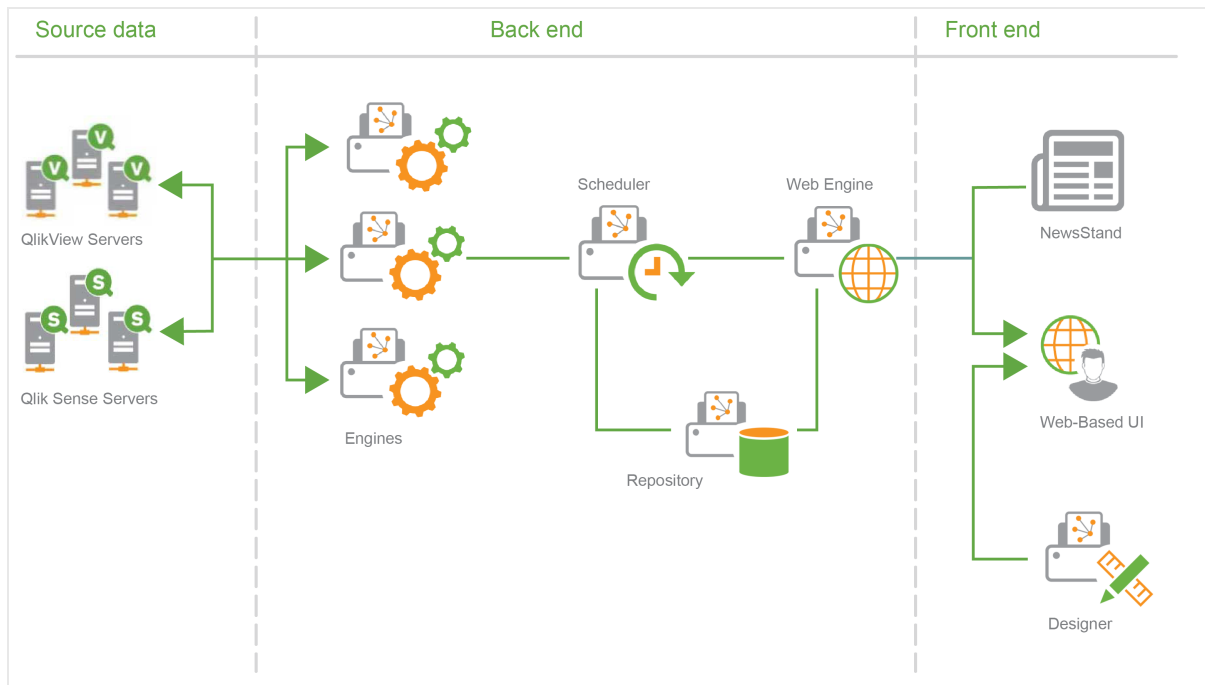 Source data
Back end
Front end
V
V
V
QlikView Servers
S
S
S
Qlik Sense Servers
Engines
Scheduler
Web Engine
Repository
NewsStand
Web-Based UI
Designer